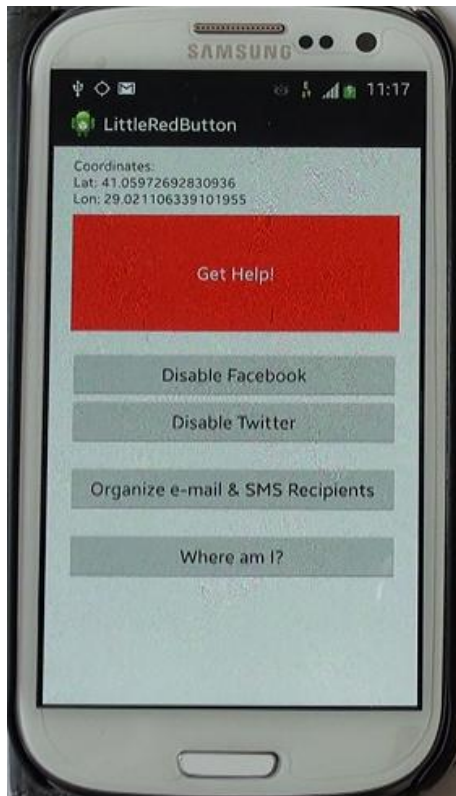 SAMSUNG
11:17
LittleRedButton
Coordinates:
Lat: 41.05972692830936
Lon: 29.021106339101955
Get Help!
Disable Facebook
Disable Twitter
Organize e-mail & SMS Recipients
Where am I?